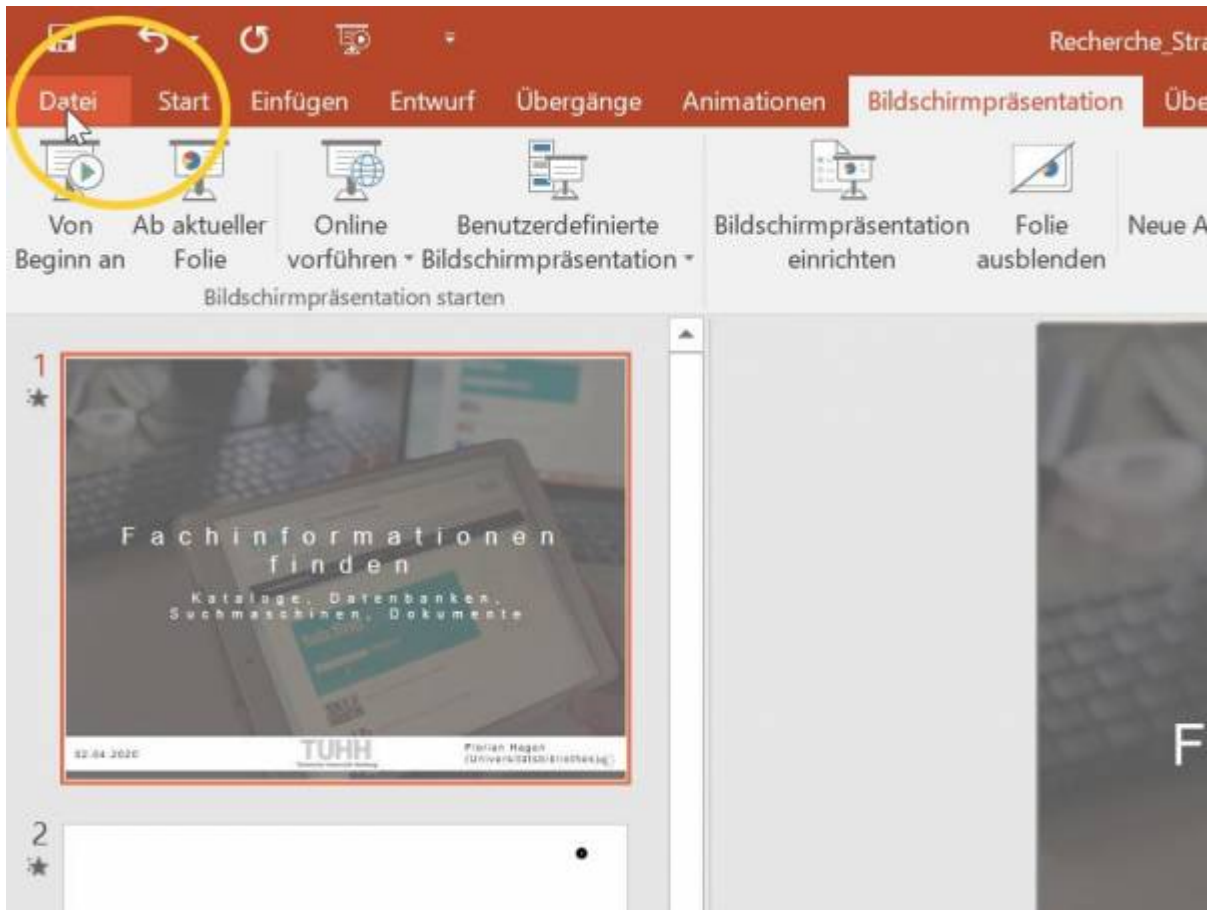 Recherche_Stra
Datei Start Einfügen Entwurf Übergänge Animationen Bildschirmpräsentation Übe
Von Ab aktueller Online Benutzerdefinierte Bildschirmpräsentation Folie Neue A
Beginn an Folie vorführen Bildschirmpräsentation einrichten ausblenden
Bildschirmpräsentation starten
1
Fachinformationen
finden
Kataloge, Datenbanken,
Suchmaschinen, Dokumente
02.04.2020 TUHH Florian Hagen
(Universitätsbibliothek)
F
2